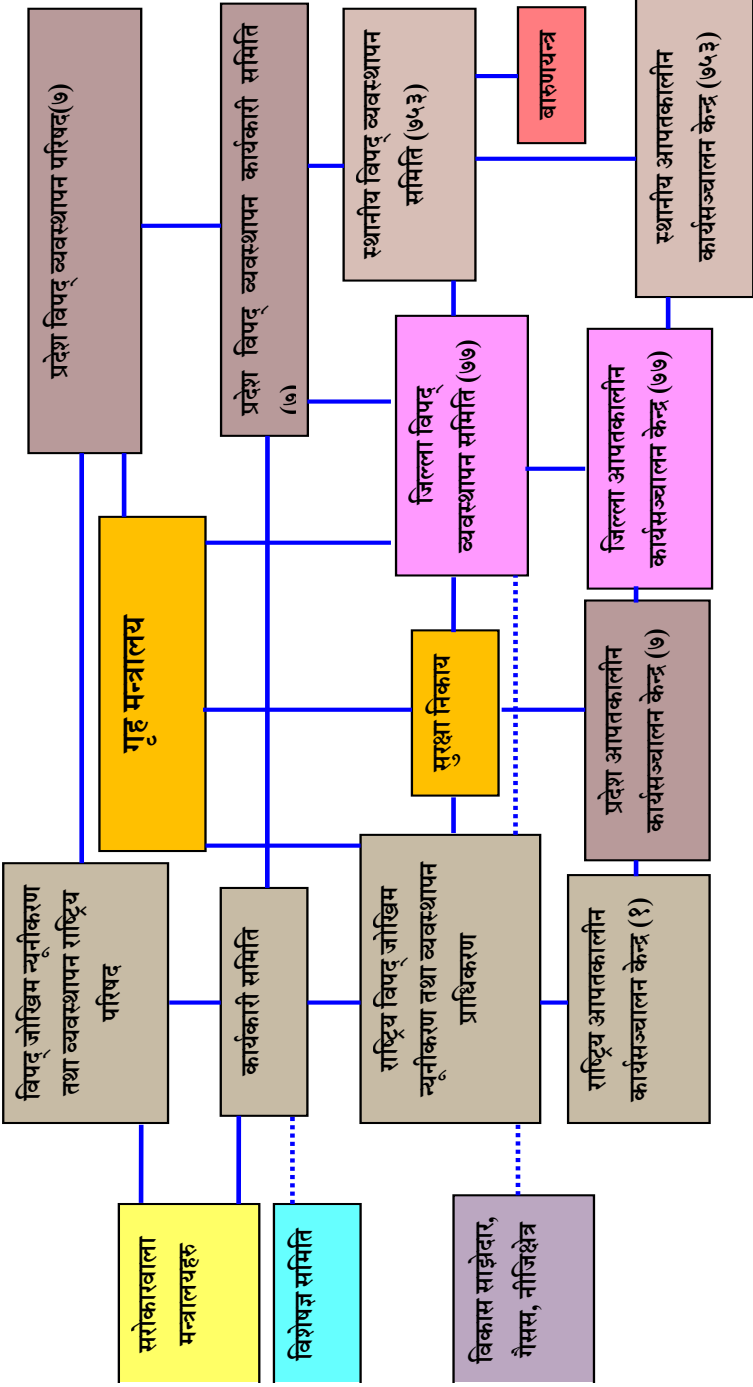 सरोकारवाला
मन्त्रालयहरु
विशेषज्ञ समिति
विकास साझेदार,
गैसस, नीजिक्षेत्र
विपद् जोखिम न्यूनीकरण
तथा व्यवस्थापन राष्ट्रिय
परिषद
कार्यकारी समिति
राष्ट्रिय विपद् जोखिम
न्यूनीकरण तथा व्यवस्थापन
प्राधिकरण
राष्ट्रिय आपतकालीन
कार्यसञ्चालन केन्द्र (१)
गृह मन्त्रालय
सुरक्षा निकाय
प्रदेश आपतकालीन
कार्यसञ्चालन केन्द्र (७)
जिल्ला विपद्
व्यवस्थापन समिति (७७)
जिल्ला आपतकालीन
कार्यसञ्चालन केन्द्र (७७)
प्रदेश विपद् व्यवस्थापन परिषद(७)
प्रदेश विपद् व्यवस्थापन कार्यकारी समिति
(७)
स्थानीय विपद् व्यवस्थापन
समिति (७५३)
बारुणयन्त्र
स्थानीय आपतकालीन
कार्यसञ्चालन केन्द्र (७५३)